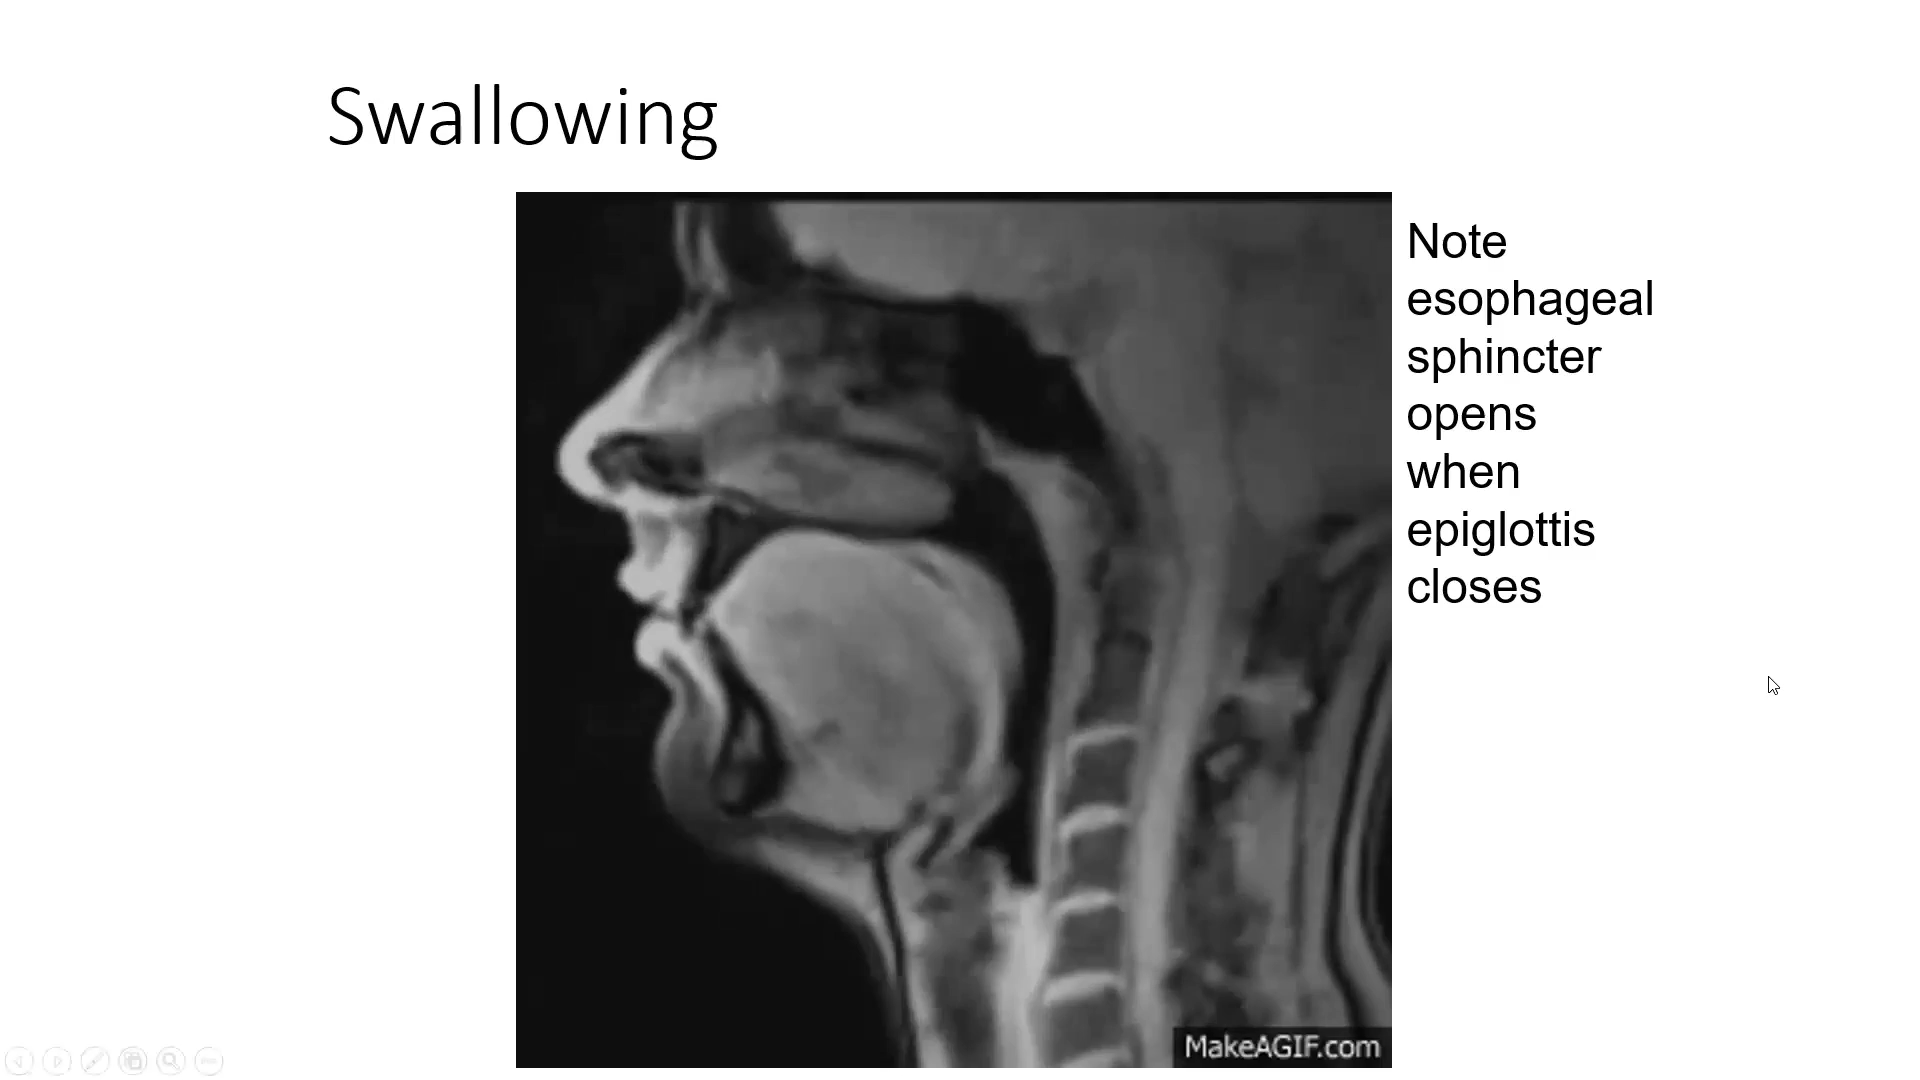 Swallowing
Note
esophageal
sphincter
opens
when
epiglottis
closes
MakeAGIF.com